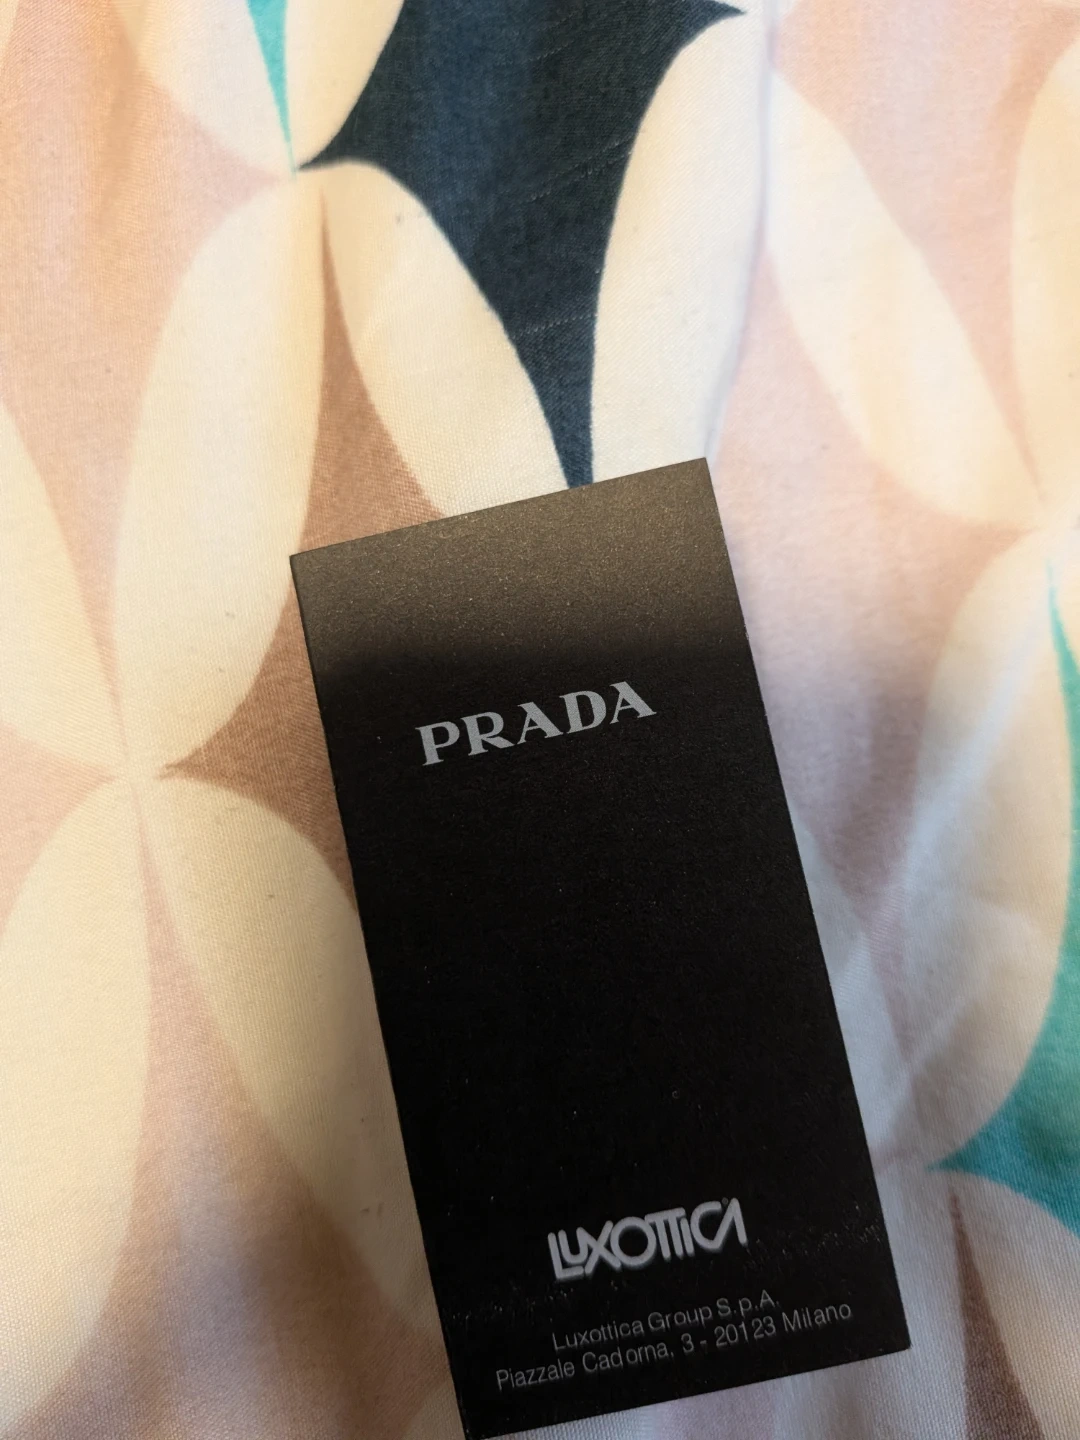 PRADA
LUXOTTICA
Luxottica Group S.p.A.
Piazzale Cadorna, 3 - 20123 Milano